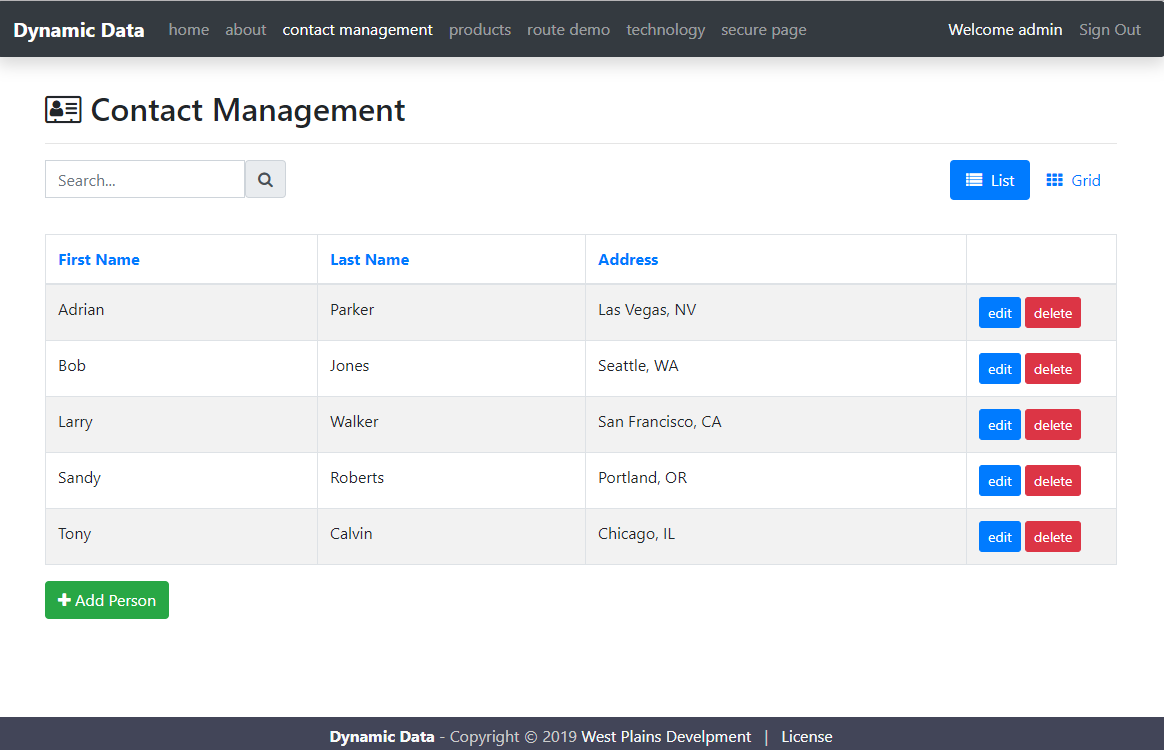 Dynamic Data home about contact management products route demo technology secure page Welcome admin Sign Out
Contact Management
Search... List Grid
First Name Last Name Address
Adrian Parker Las Vegas, NV edit delete
Bob Jones Seattle, WA edit delete
Larry Walker San Francisco, CA edit delete
Sandy Roberts Portland, OR edit delete
Tony Calvin Chicago, IL edit delete
Add Person
Dynamic Data - Copyright © 2019 West Plains Develpment | License